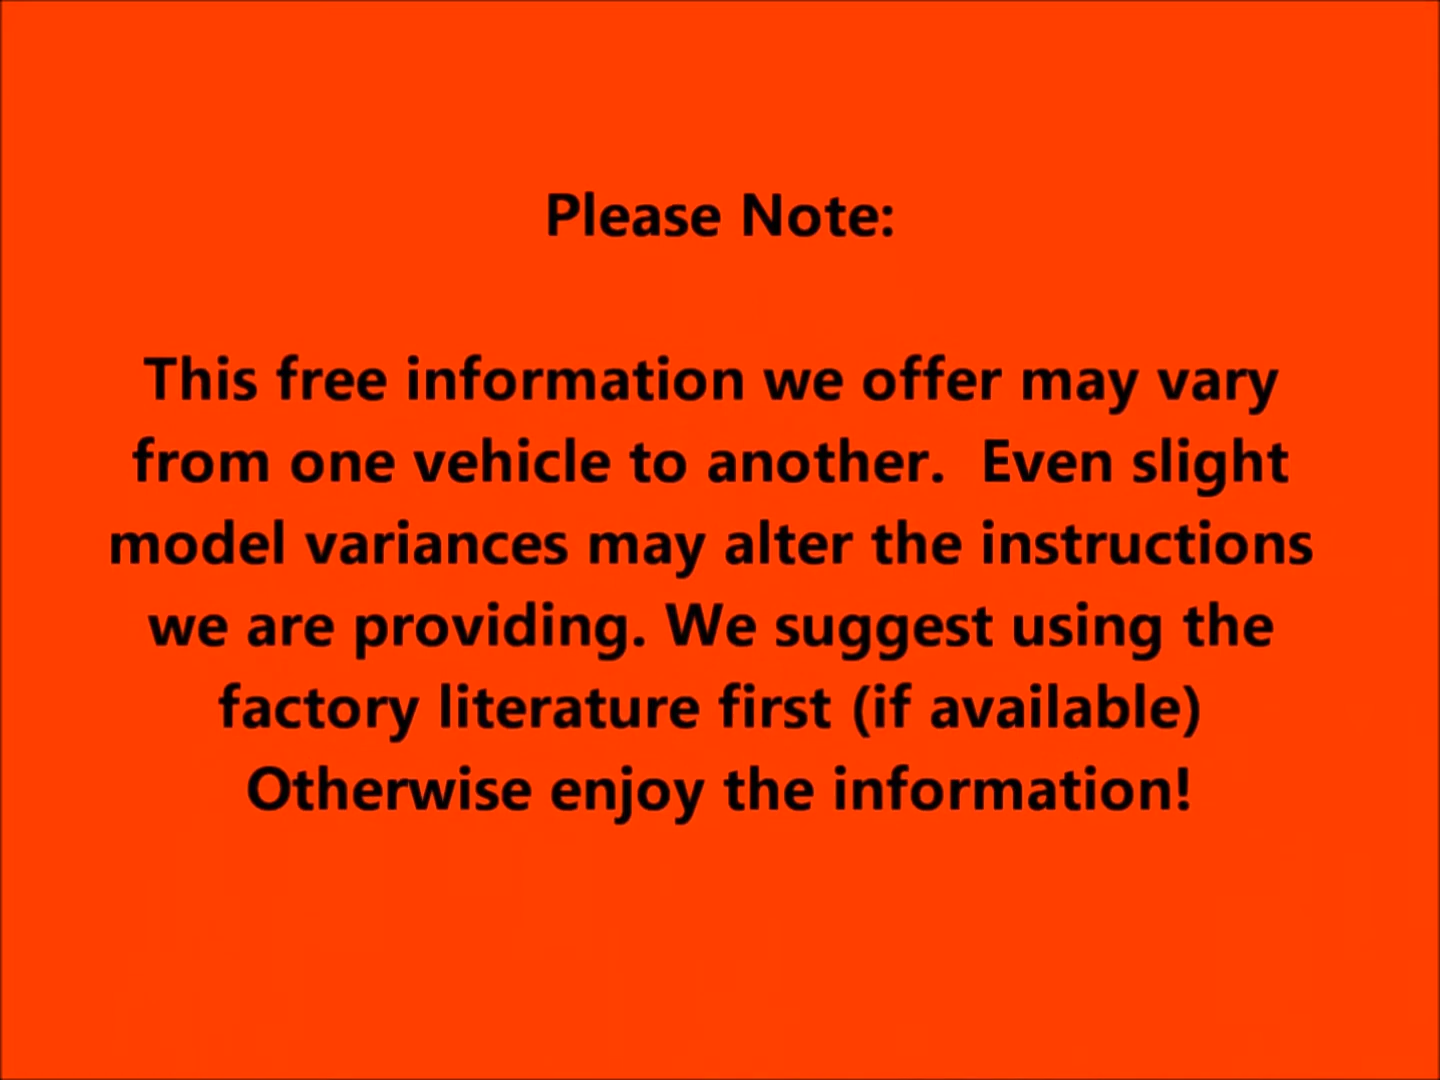 Please Note:
This free information we offer may vary
from one vehicle to another.  Even slight
model variances may alter the instructions
we are providing. We suggest using the
factory literature first (if available)
Otherwise enjoy the information!